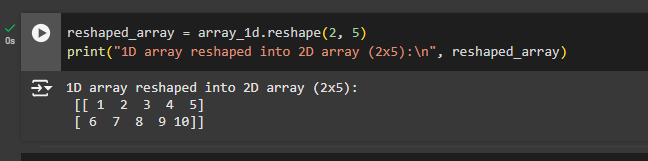 reshaped_array = array_1d.reshape(2, 5)
print("1D array reshaped into 2D array (2x5):\n", reshaped_array)
0s
1D array reshaped into 2D array (2x5):
 [[ 1  2  3  4  5]
 [ 6  7  8  9 10]]